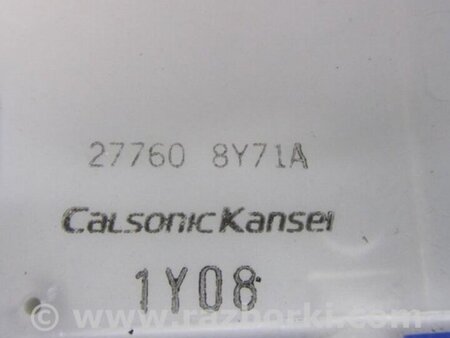 27760 8Y71A
CalsonicKansei
1Y08
© www.razborki.com